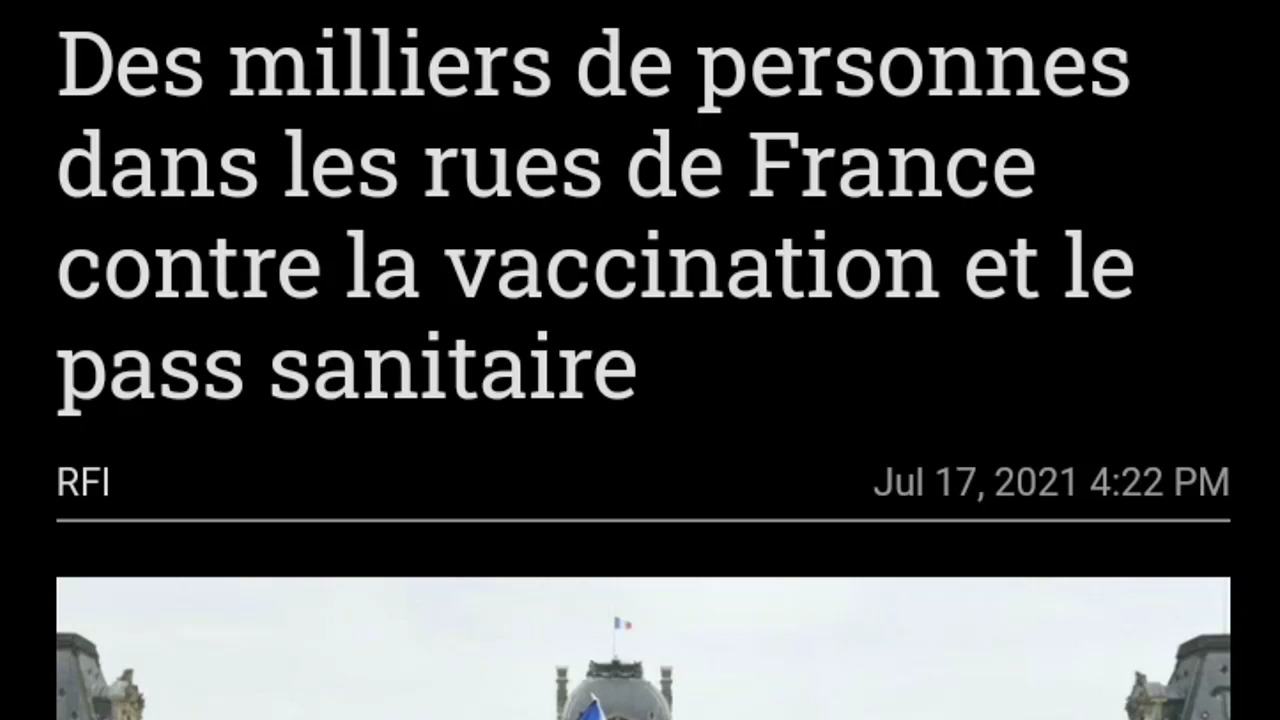 Des milliers de personnes
dans les rues de France
contre la vaccination et le
pass sanitaire
RFI
Jul 17, 2021 4:22 PM